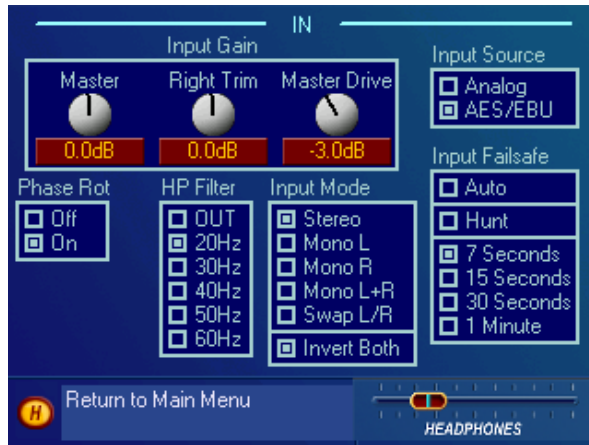 IN
Input Gain
Master
Right Trim
Master Drive
0.0dB
0.0dB
-3.0dB
Input Source
Analog
AES/EBU
Phase Rot
Off
On
HP Filter
OUT
20Hz
30Hz
40Hz
50Hz
60Hz
Input Mode
Stereo
Mono L
Mono R
Mono L+R
Swap L/R
Invert Both
Input Failsafe
Auto
Hunt
7 Seconds
15 Seconds
30 Seconds
1 Minute
H
Return to Main Menu
HEADPHONES